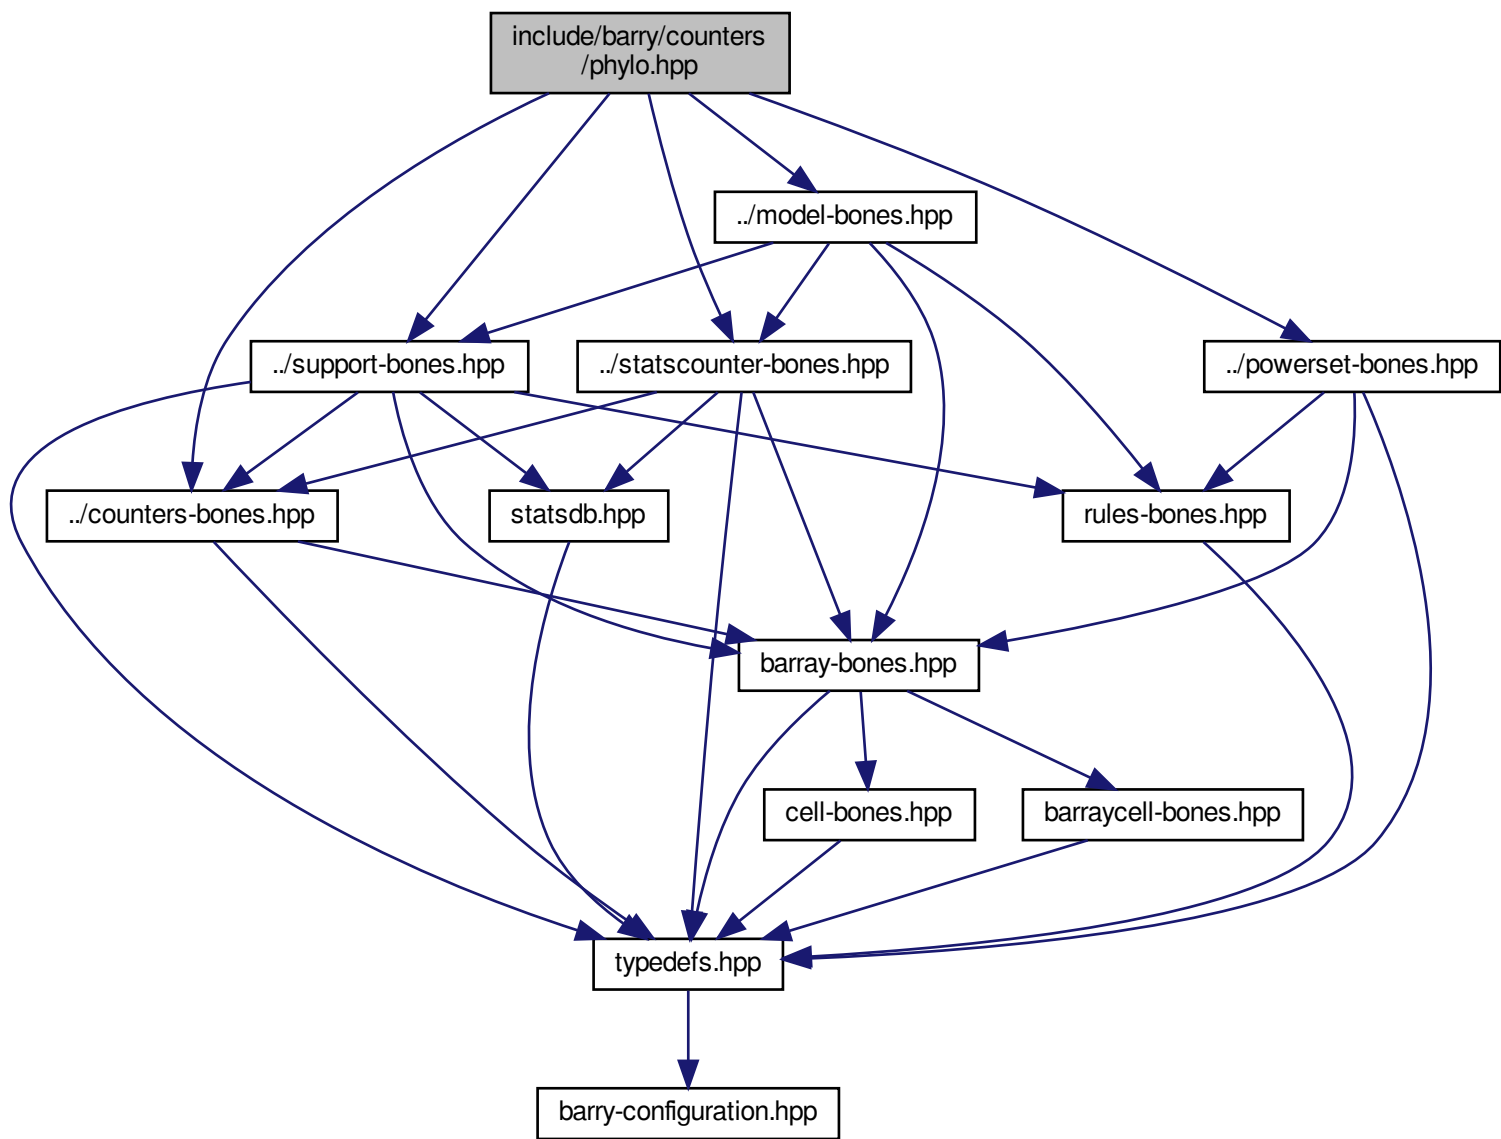 include/barry/counters
/phylo.hpp
../model-bones.hpp
../support-bones.hpp
../statscounter-bones.hpp
../powerset-bones.hpp
../counters-bones.hpp
statsdb.hpp
rules-bones.hpp
barray-bones.hpp
cell-bones.hpp
barraycell-bones.hpp
typedefs.hpp
barry-configuration.hpp